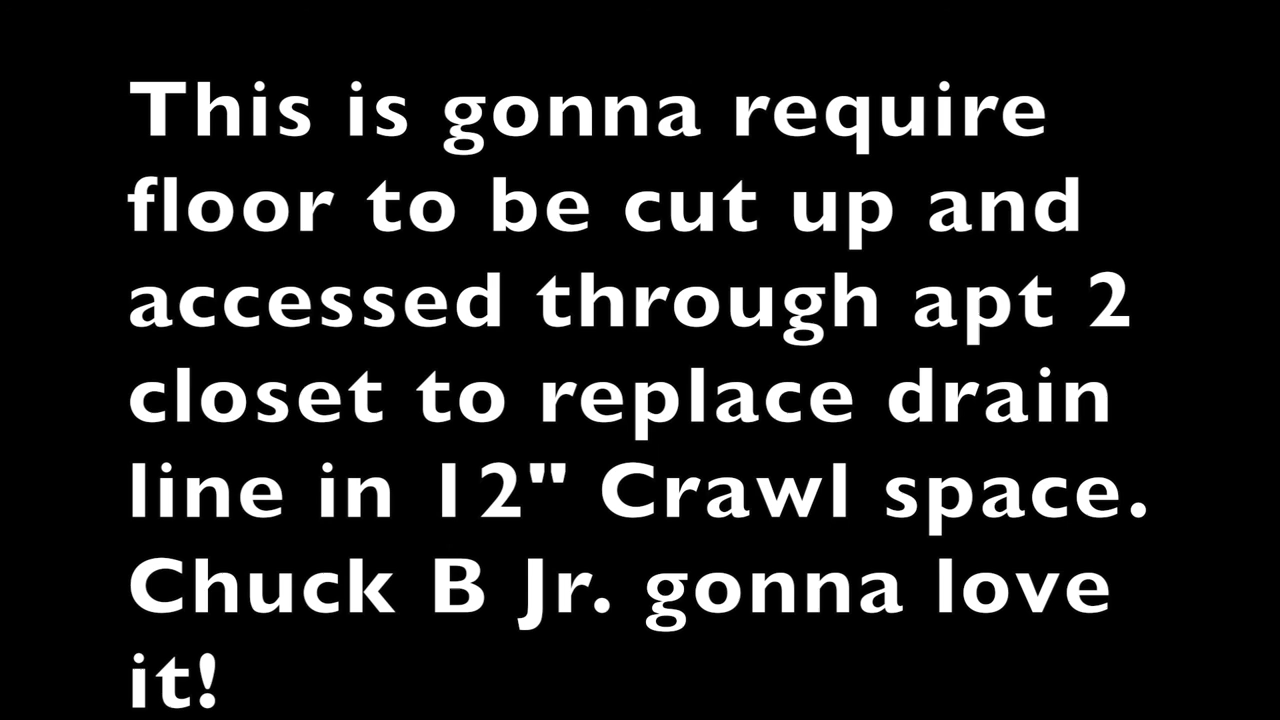 This is gonna require
floor to be cut up and
accessed through apt 2
closet to replace drain
line in 12" Crawl space.
Chuck B Jr. gonna love
it!